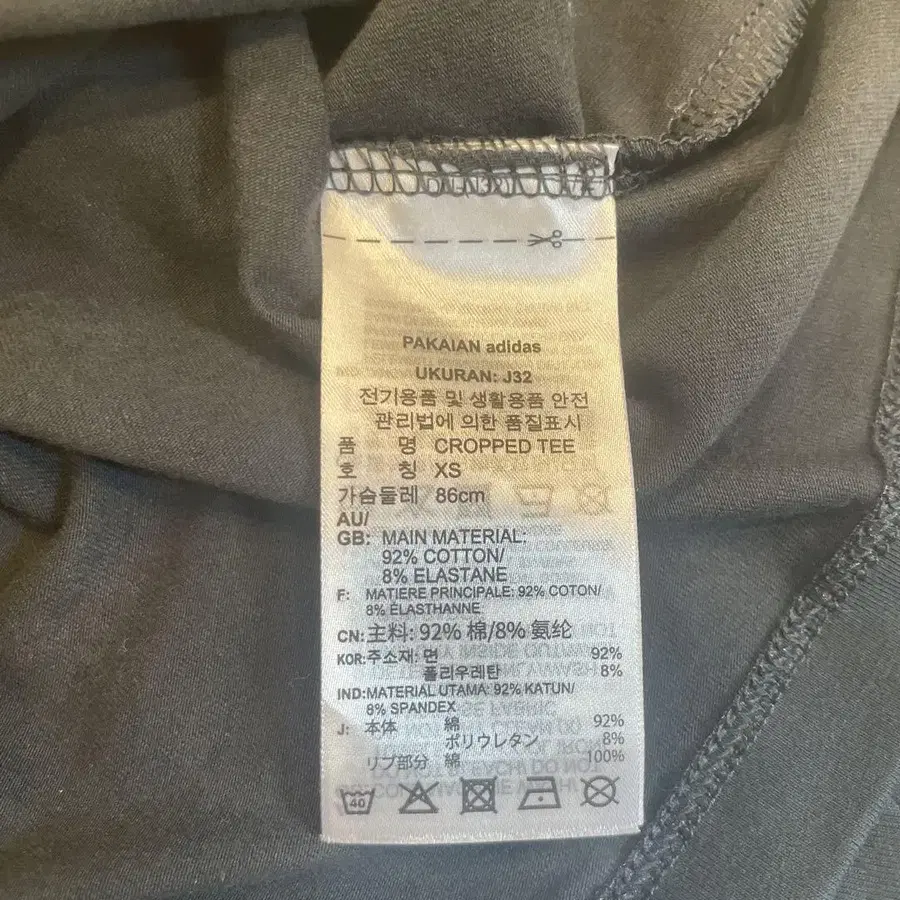 PAKAIAN adidas
UKURAN: J32
전기용품 및 생활용품 안전
관리법에 의한 품질표시
품 명 CROPPED TEE
호 칭 XS
가슴둘레 86cm
AU/
GB: MAIN MATERIAL:
92% COTTON/
8% ELASTANE
F: MATIERE PRINCIPALE: 92% COTON/
8% ÉLASTHANNE
CN: 主料: 92% 棉/8% 氨纶
KOR: 주소재: 면 92%
폴리우레탄 8%
IND: MATERIAL UTAMA: 92% KATUN/
8% SPANDEX
J: 本体 綿 92%
ポリウレタン 8%
リブ部分 綿 100%
40